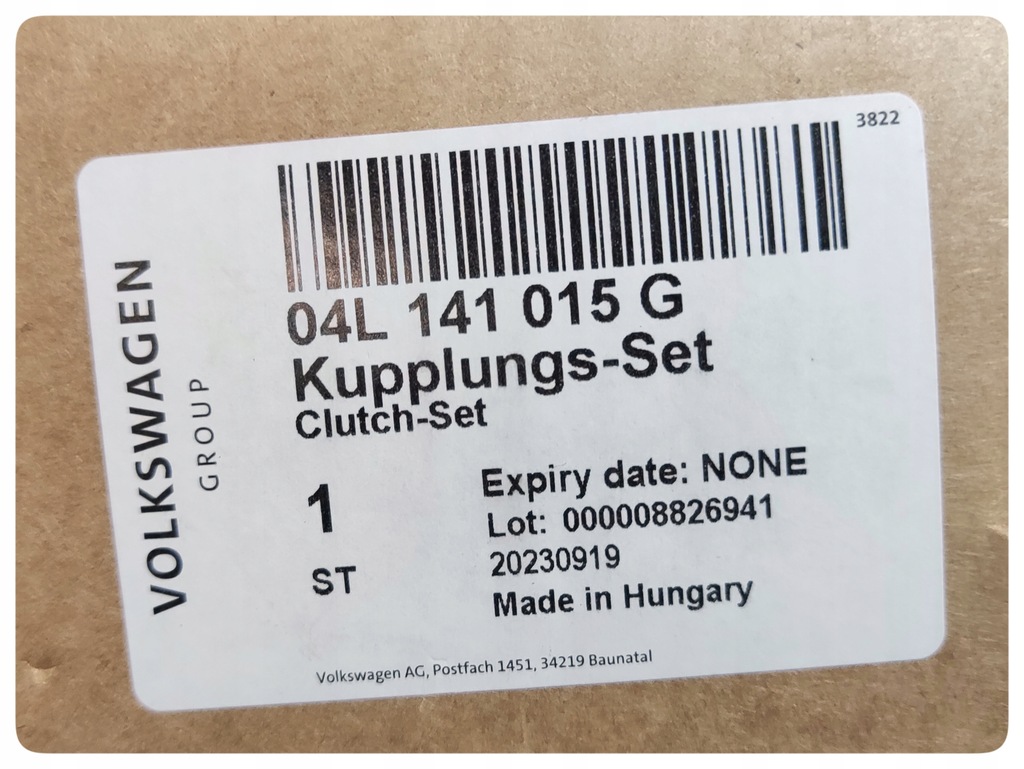 3822
VOLKSWAGEN
GROUP
04L 141 015 G
Kupplungs-Set
Clutch-Set
1
ST
Expiry date: NONE
Lot: 000008826941
20230919
Made in Hungary
Volkswagen AG, Postfach 1451, 34219 Baunatal